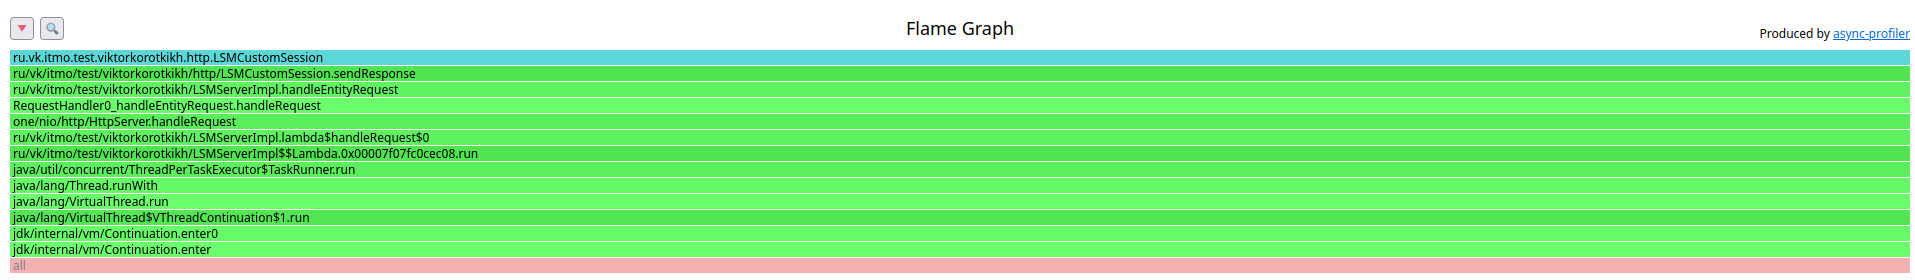 Flame Graph
Produced by async-profiler
ru.vk.itmo.test.viktorkorotkikh.http.LSMCustomSession
ru/vk/itmo/test/viktorkorotkikh/http/LSMCustomSession.sendResponse
ru/vk/itmo/test/viktorkorotkikh/LSMServerImpl.handleEntityRequest
RequestHandler0_handleEntityRequest.handleRequest
one/nio/http/HttpServer.handleRequest
ru/vk/itmo/test/viktorkorotkikh/LSMServerImpl.lambda$handleRequest$0
ru/vk/itmo/test/viktorkorotkikh/LSMServerImpl$$Lambda.0x00007f07fc0cec08.run
java/util/concurrent/ThreadPerTaskExecutor$TaskRunner.run
java/lang/Thread.runWith
java/lang/VirtualThread.run
java/lang/VirtualThread$VThreadContinuation$1.run
jdk/internal/vm/Continuation.enter0
jdk/internal/vm/Continuation.enter
all